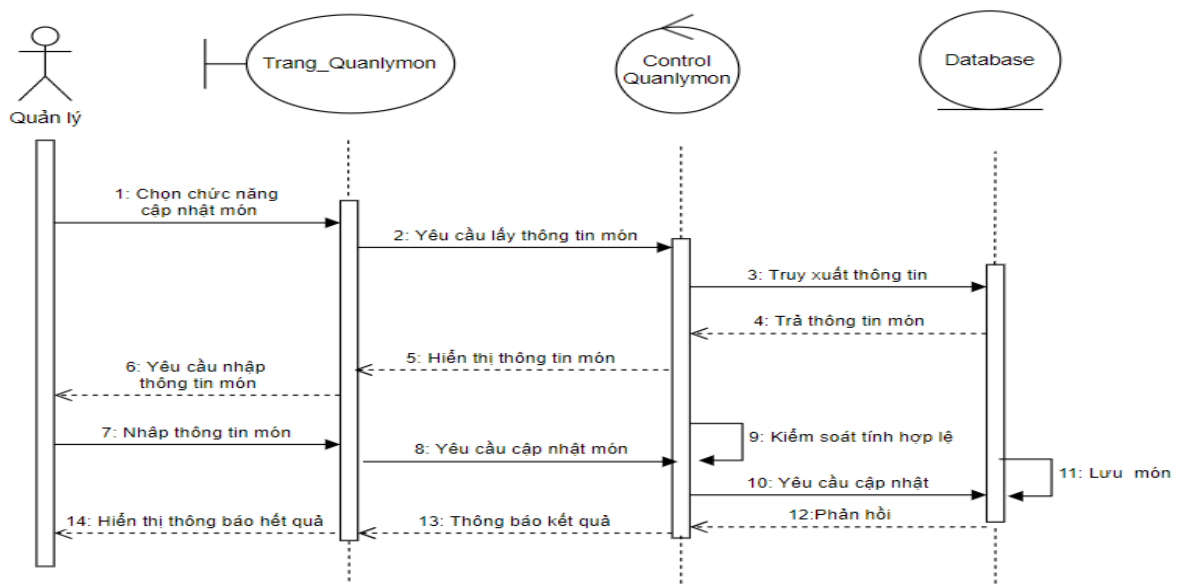 Trang_Quanlymon
Control
Quanlymon
Database
Quản lý
1: Chọn chức năng
cập nhật món
2: Yêu cầu lấy thông tin món
3: Truy xuất thông tin
4: Trả thông tin món
5: Hiển thị thông tin món
6: Yêu cầu nhập
thông tin món
7: Nhâp thông tin món
8: Yêu cầu cập nhật món
9: Kiểm soát tính hợp lệ
10: Yêu cầu cập nhật
11: Lưu món
12:Phản hồi
13: Thông báo kết quả
14: Hiển thị thông báo hết quả